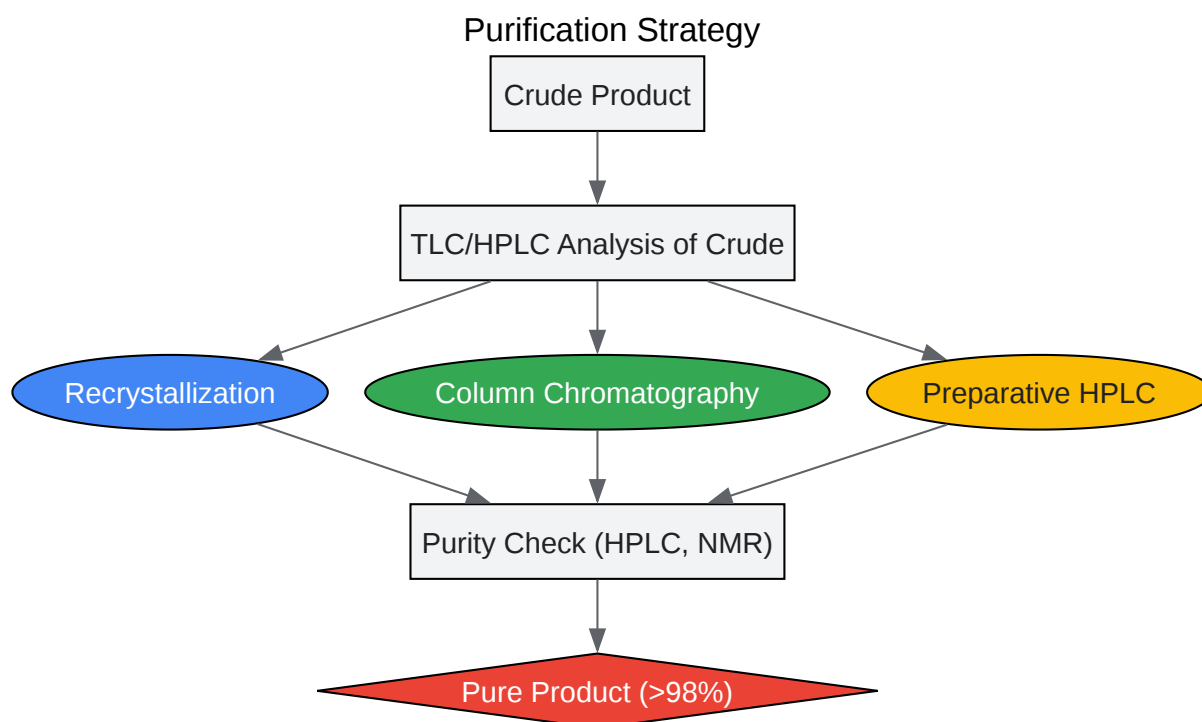 Purification Strategy
Crude Product
TLC/HPLC Analysis of Crude
Recrystallization
Column Chromatography
Preparative HPLC
Purity Check (HPLC, NMR)
Pure Product (>98%)